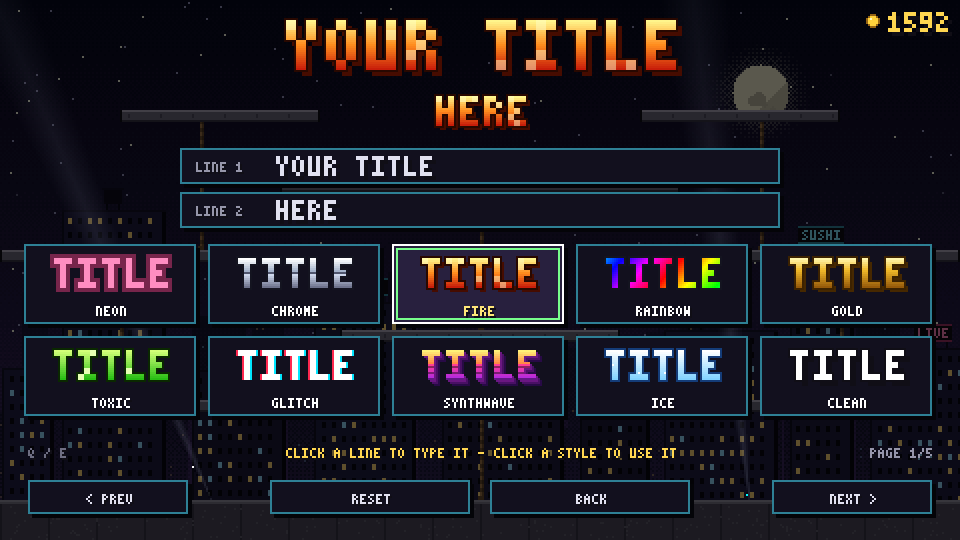 YOUR TITLE
1592
HERE
LINE 1 YOUR TITLE
LINE 2 HERE
SUSHI
TITLE TITLE TITLE TITLE TITLE
NEON CHROME FIRE RAINBOW GOLD
LIVE
TITLE TITLE TITLE TITLE TITLE
TOXIC GLITCH SYNTHWAVE ICE CLEAN
Q / E CLICK A LINE TO TYPE IT - CLICK A STYLE TO USE IT PAGE 1/5
< PREV RESET BACK NEXT >